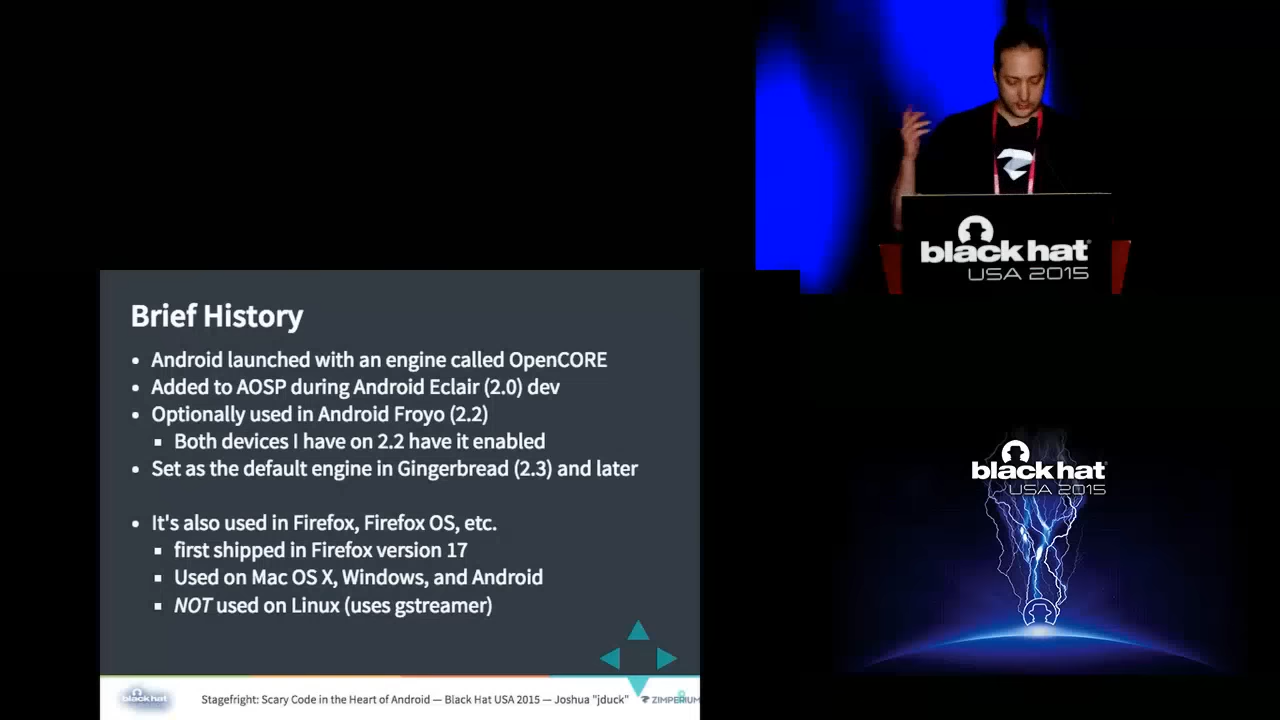 black hat
USA 2015
Brief History
• Android launched with an engine called OpenCORE
• Added to AOSP during Android Eclair (2.0) dev
• Optionally used in Android Froyo (2.2)
▪ Both devices I have on 2.2 have it enabled
• Set as the default engine in Gingerbread (2.3) and later
• It's also used in Firefox, Firefox OS, etc.
▪ first shipped in Firefox version 17
▪ Used on Mac OS X, Windows, and Android
▪ NOT used on Linux (uses gstreamer)
black hat
USA 2015
black hat
Stagefright: Scary Code in the Heart of Android — Black Hat USA 2015 — Joshua "jduck"
ZIMPERIUM